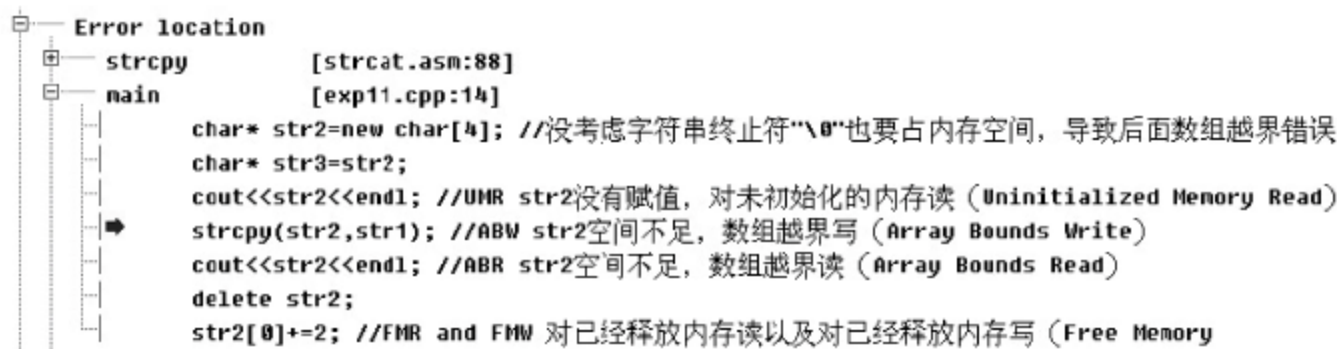 Error location
strcpy [strcat.asm:88]
main [exp11.cpp:14]
char* str2=new char[4]; //没考虑字符串终止符"\0"也要占内存空间，导致后面数组越界错误
char* str3=str2;
cout<<str2<<endl; //UMR str2没有赋值，对未初始化的内存读（Uninitialized Memory Read）
strcpy(str2,str1); //ABW str2空间不足，数组越界写（Array Bounds Write）
cout<<str2<<endl; //ABR str2空间不足，数组越界读（Array Bounds Read）
delete str2;
str2[0]+=2; //FMR and FMW 对已经释放内存读以及对已经释放内存写（Free Memory